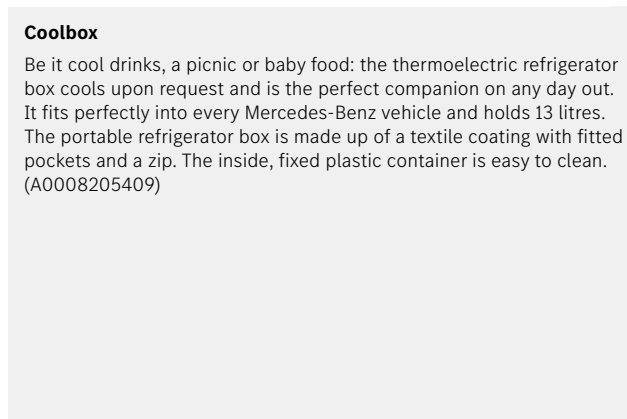 Coolbox
Be it cool drinks, a picnic or baby food: the thermoelectric refrigerator
box cools upon request and is the perfect companion on any day out.
It fits perfectly into every Mercedes-Benz vehicle and holds 13 litres.
The portable refrigerator box is made up of a textile coating with fitted
pockets and a zip. The inside, fixed plastic container is easy to clean.
(A0008205409)